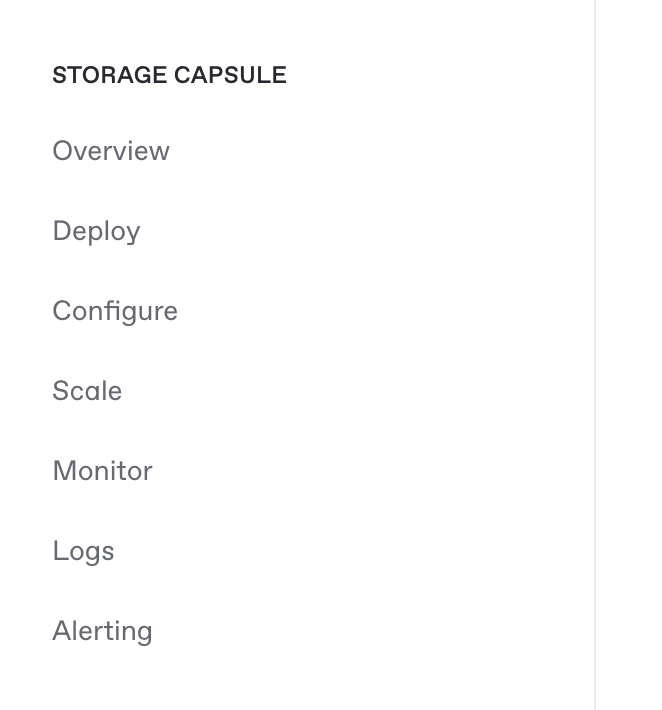 STORAGE CAPSULE
Overview
Deploy
Configure
Scale
Monitor
Logs
Alerting